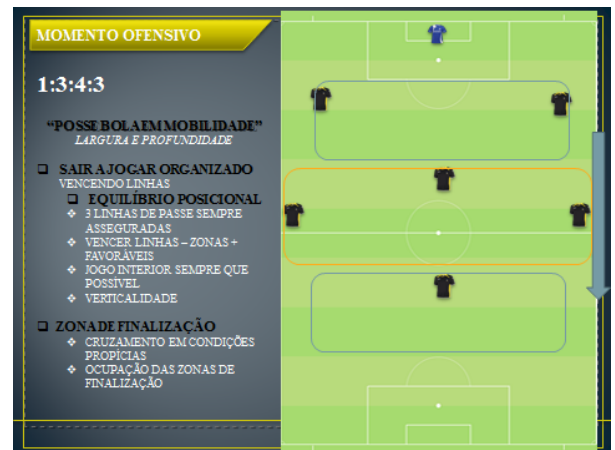 MOMENTO OFENSIVO
1:3:4:3
“POSSE BOLA EM MOBILIDADE”
LARGURA E PROFUNDIDADE
❑ SAIR A JOGAR ORGANIZADO
VENCENDO LINHAS
❑ EQUILÍBRIO POSICIONAL
❖ 3 LINHAS DE PASSE SEMPRE
ASSEGURADAS
❖ VENCER LINHAS – ZONAS +
FAVORÁVEIS
❖ JOGO INTERIOR SEMPRE QUE
POSSÍVEL
❖ VERTICALIDADE
❑ ZONA DE FINALIZAÇÃO
❖ CRUZAMENTO EM CONDIÇÕES
PROPÍCIAS
❖ OCUPAÇÃO DAS ZONAS DE
FINALIZAÇÃO